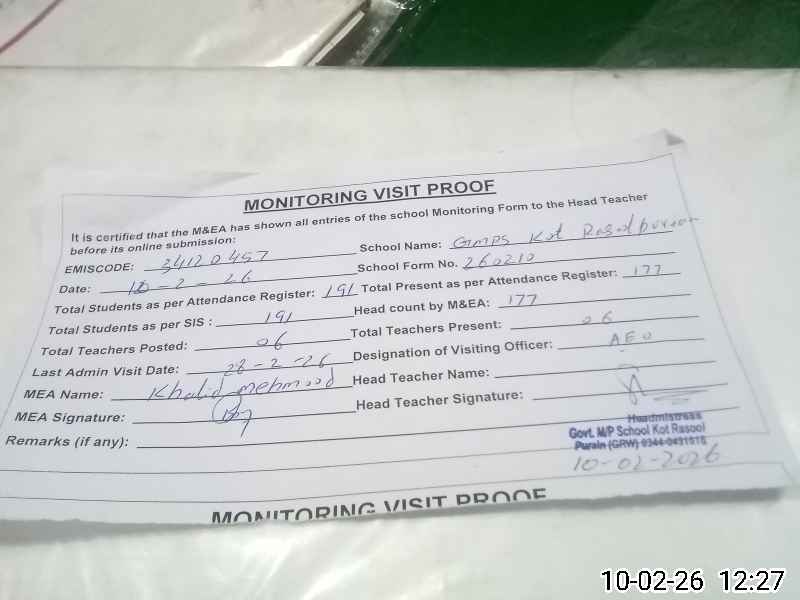 MONITORING VISIT PROOF
It is certified that the M&EA has shown all entries of the school Monitoring Form to the Head Teacher
before its online submission:
EMISCODE: 34120457 School Name: GMPS Kot Rasool Purean
Date: 10-2-26 School Form No. 260210
Total Students as per Attendance Register: 191 Total Present as per Attendance Register: 177
Total Students as per SIS : 191 Head count by M&EA: 177
Total Teachers Posted: 06 Total Teachers Present: 06
Last Admin Visit Date: 28-2-26 Designation of Visiting Officer: AEO
MEA Name: Khalid mehmood Head Teacher Name:
MEA Signature: Head Teacher Signature:
Remarks (if any):
Headmistress
Govt. M/P School Kot Rasool
Purain (GRW)
10-02-2026
MONITORING VISIT PROOF
10-02-26 12:27